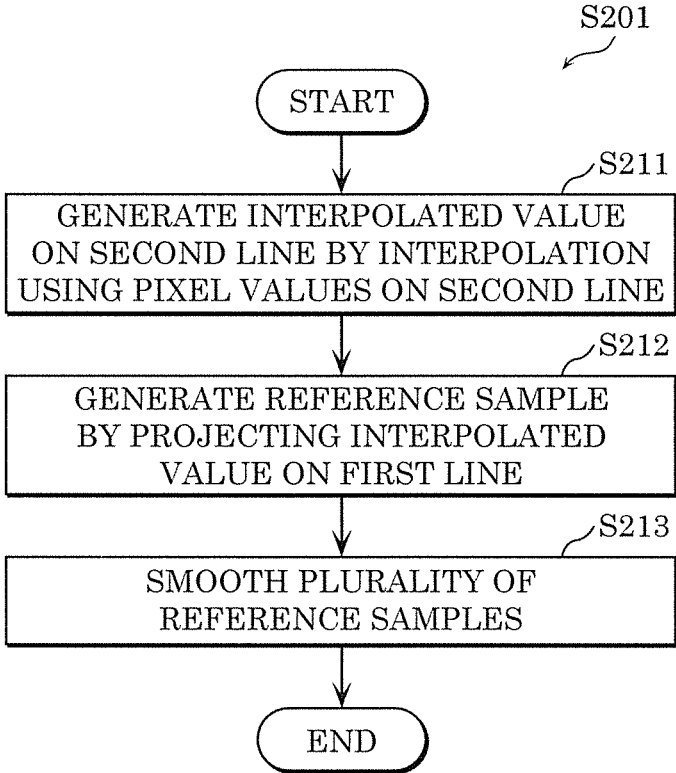 S201
START
S211
GENERATE INTERPOLATED VALUE
ON SECOND LINE BY INTERPOLATION
USING PIXEL VALUES ON SECOND LINE
S212
GENERATE REFERENCE SAMPLE
BY PROJECTING INTERPOLATED
VALUE ON FIRST LINE
S213
SMOOTH PLURALITY OF
REFERENCE SAMPLES
END